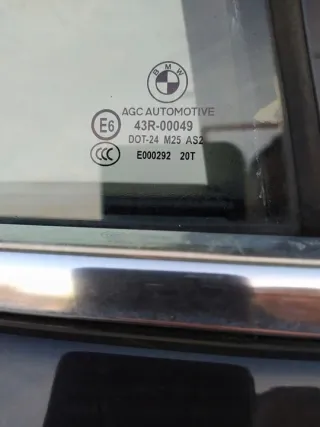 BMW
AGC AUTOMOTIVE
E6 43R-00049
DOT-24 M25 AS2
CCC E000292 20T